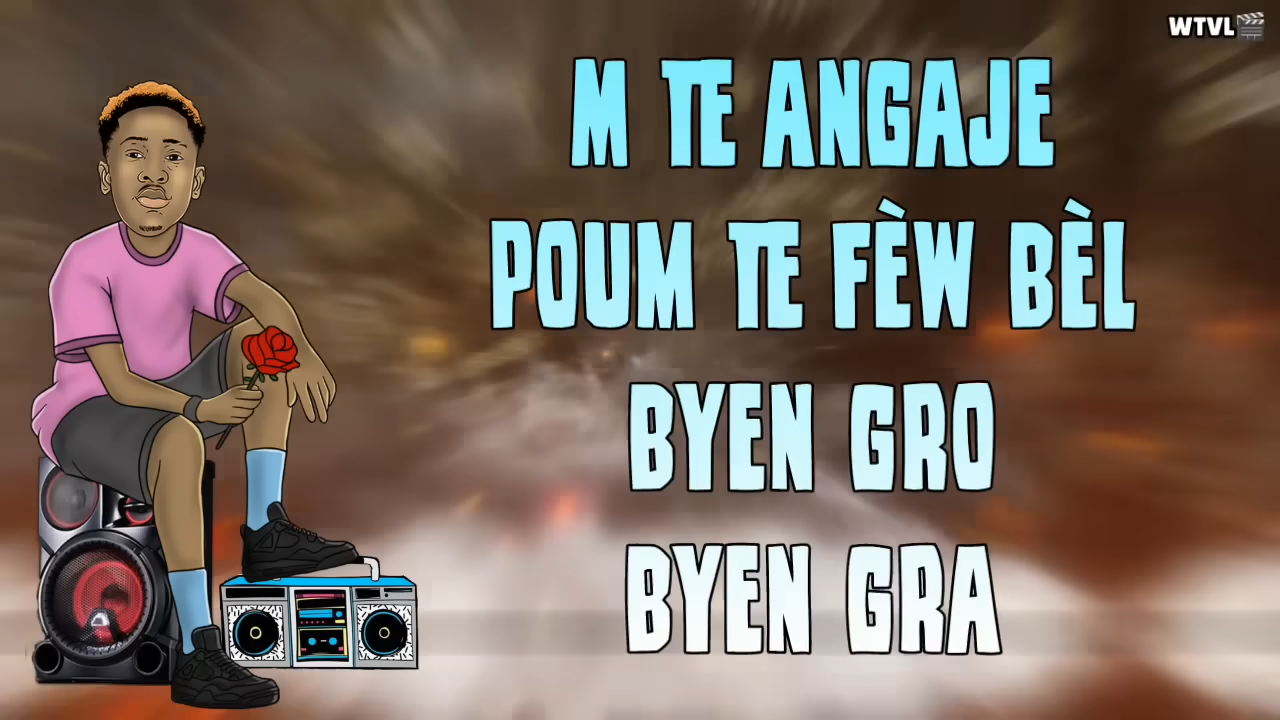 WTVL
M TE ANGAJE
POUM TE FÈW BÈL
BYEN GRO
BYEN GRA